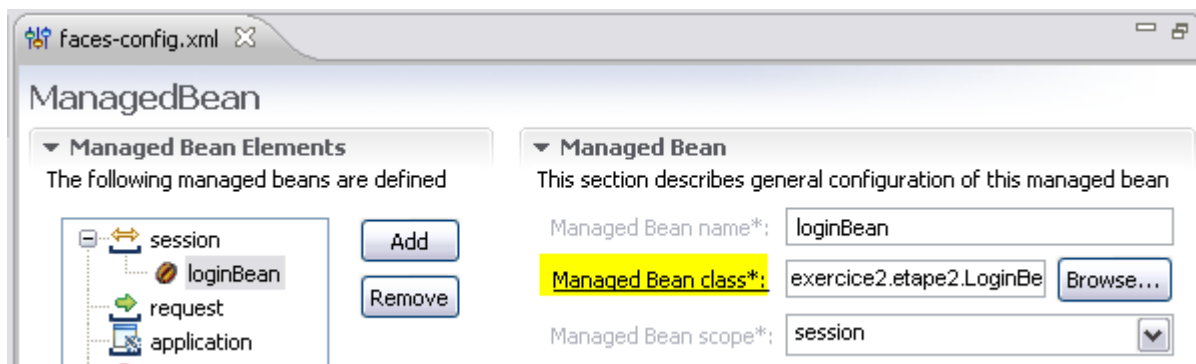 faces-config.xml
ManagedBean
Managed Bean Elements
The following managed beans are defined
session
loginBean
request
application
Add
Remove
Managed Bean
This section describes general configuration of this managed bean
Managed Bean name*:
loginBean
Managed Bean class*:
exercice2.etape2.LoginBe
Browse...
Managed Bean scope*:
session